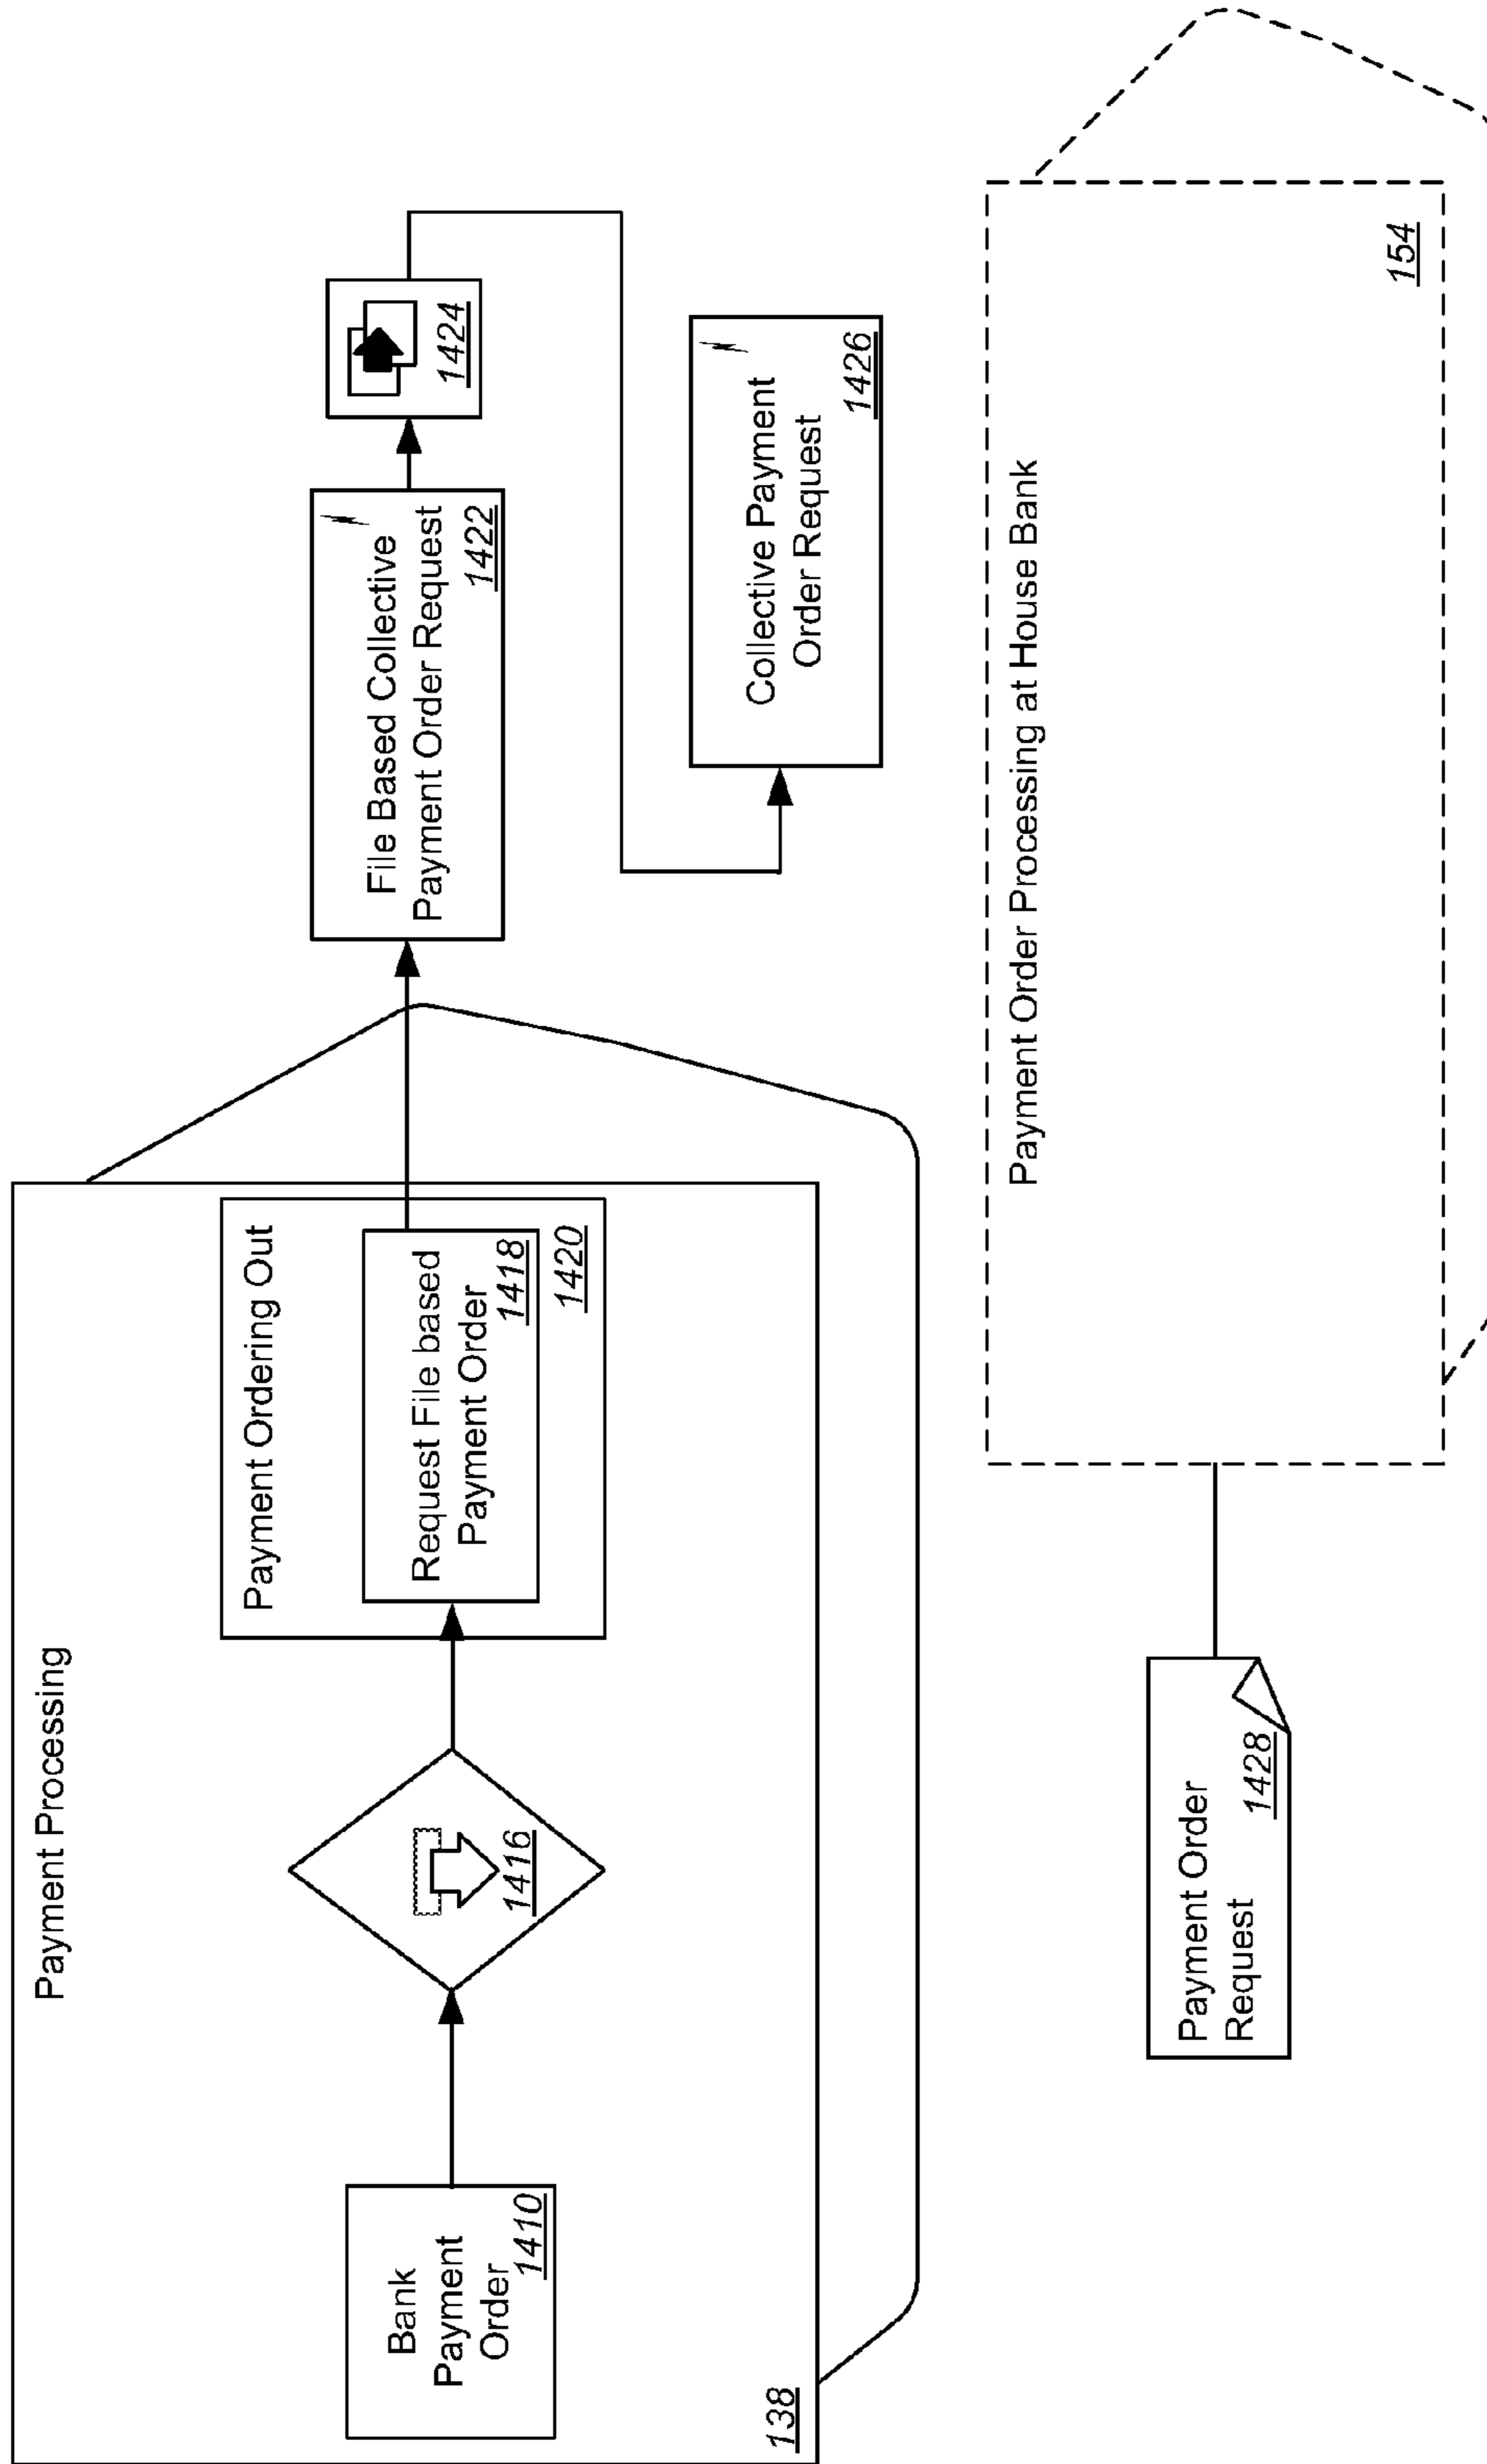 Payment Processing
Bank
Payment
Order
1410
1416
Payment Ordering Out
Request File based
Payment Order
1418
1420
138
File Based Collective
Payment Order Request
1422
1424
Collective Payment
Order Request
1426
Payment Order Processing at House Bank
154
Payment Order
Request
1428